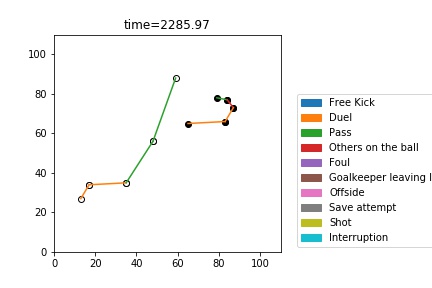 time=2285.97
100
80
60
40
20
0
0 20 40 60 80 100
Free Kick
Duel
Pass
Others on the ball
Foul
Goalkeeper leaving l
Offside
Save attempt
Shot
Interruption